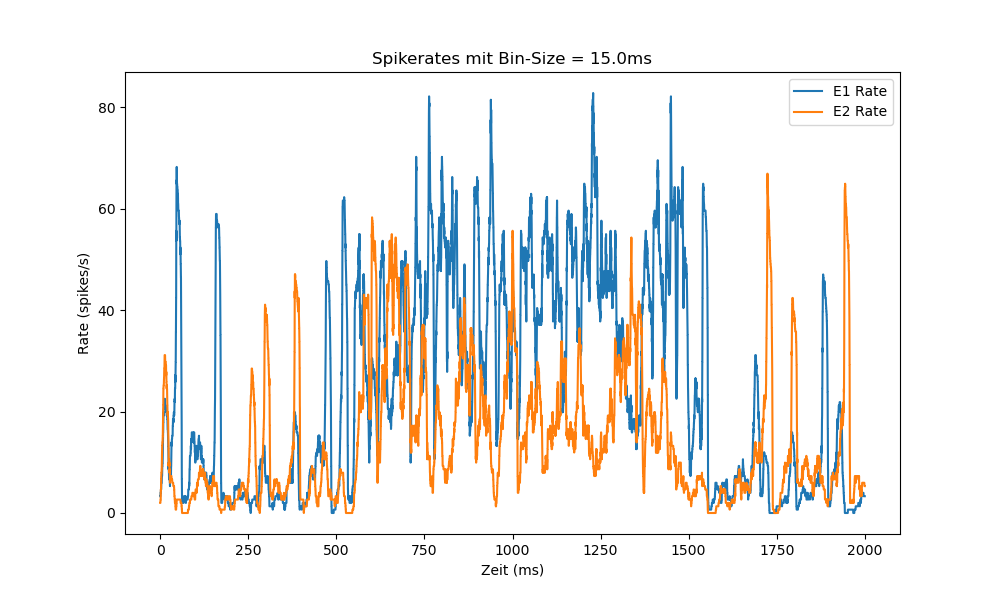 Spikerates mit Bin-Size = 15.0ms
E1 Rate
E2 Rate
80
60
40
20
0
Rate (spikes/s)
0 250 500 750 1000 1250 1500 1750 2000
Zeit (ms)